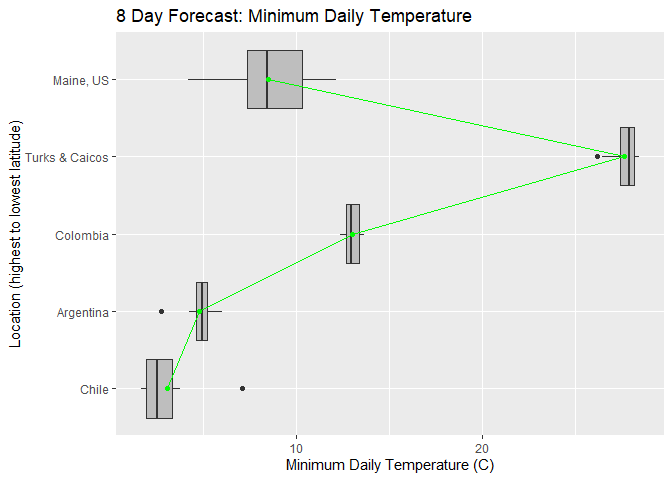 8 Day Forecast: Minimum Daily Temperature
Location (highest to lowest latitude)
Maine, US
Turks & Caicos
Colombia
Argentina
Chile
10
20
Minimum Daily Temperature (C)